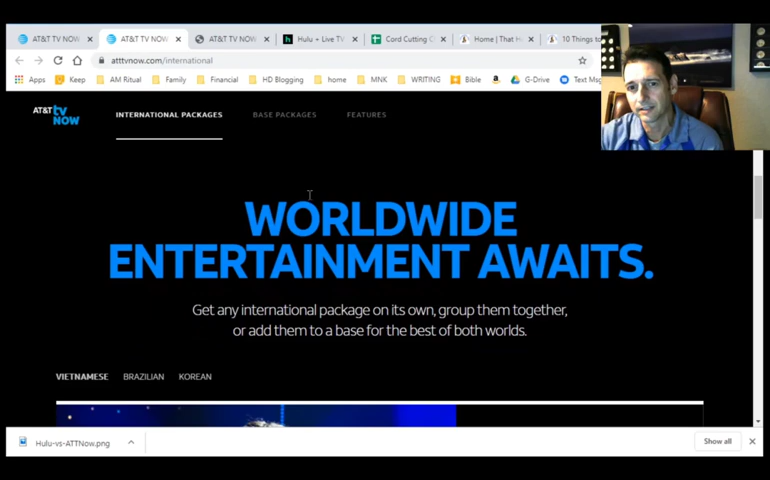 AT&T TV NOW
AT&T TV NOW
AT&T TV NOW
Hulu + Live TV
Cord Cutting C
Home | That H
10 Things to
atttvnow.com/international
Apps Keep AM Ritual Family Financial HD Blogging home MNK WRITING Bible G-Drive Text Msg
AT&T tv NOW
INTERNATIONAL PACKAGES BASE PACKAGES FEATURES
WORLDWIDE
ENTERTAINMENT AWAITS.
Get any international package on its own, group them together,
or add them to a base for the best of both worlds.
VIETNAMESE BRAZILIAN KOREAN
Hulu-vs-ATTNow.png
Show all